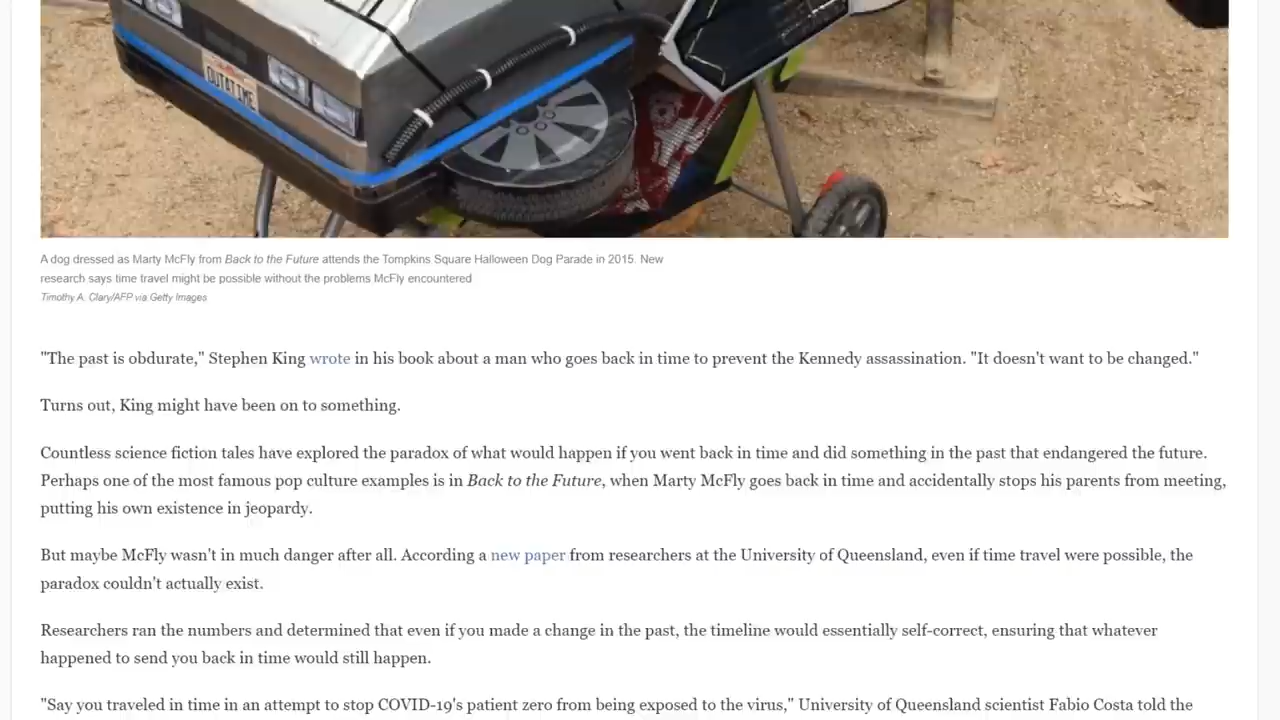 OUTATIME
A dog dressed as Marty McFly from Back to the Future attends the Tompkins Square Halloween Dog Parade in 2015. New
research says time travel might be possible without the problems McFly encountered
Timothy A. Clary/AFP via Getty Images
"The past is obdurate," Stephen King wrote in his book about a man who goes back in time to prevent the Kennedy assassination. "It doesn't want to be changed."
Turns out, King might have been on to something.
Countless science fiction tales have explored the paradox of what would happen if you went back in time and did something in the past that endangered the future.
Perhaps one of the most famous pop culture examples is in Back to the Future, when Marty McFly goes back in time and accidentally stops his parents from meeting,
putting his own existence in jeopardy.
But maybe McFly wasn't in much danger after all. According a new paper from researchers at the University of Queensland, even if time travel were possible, the
paradox couldn't actually exist.
Researchers ran the numbers and determined that even if you made a change in the past, the timeline would essentially self-correct, ensuring that whatever
happened to send you back in time would still happen.
"Say you traveled in time in an attempt to stop COVID-19's patient zero from being exposed to the virus," University of Queensland scientist Fabio Costa told the